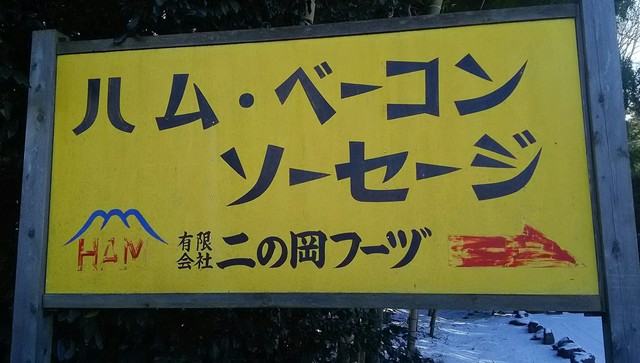 ハム・ベーコン
ソーセージ
HAM
有限会社 二の岡フーヅ